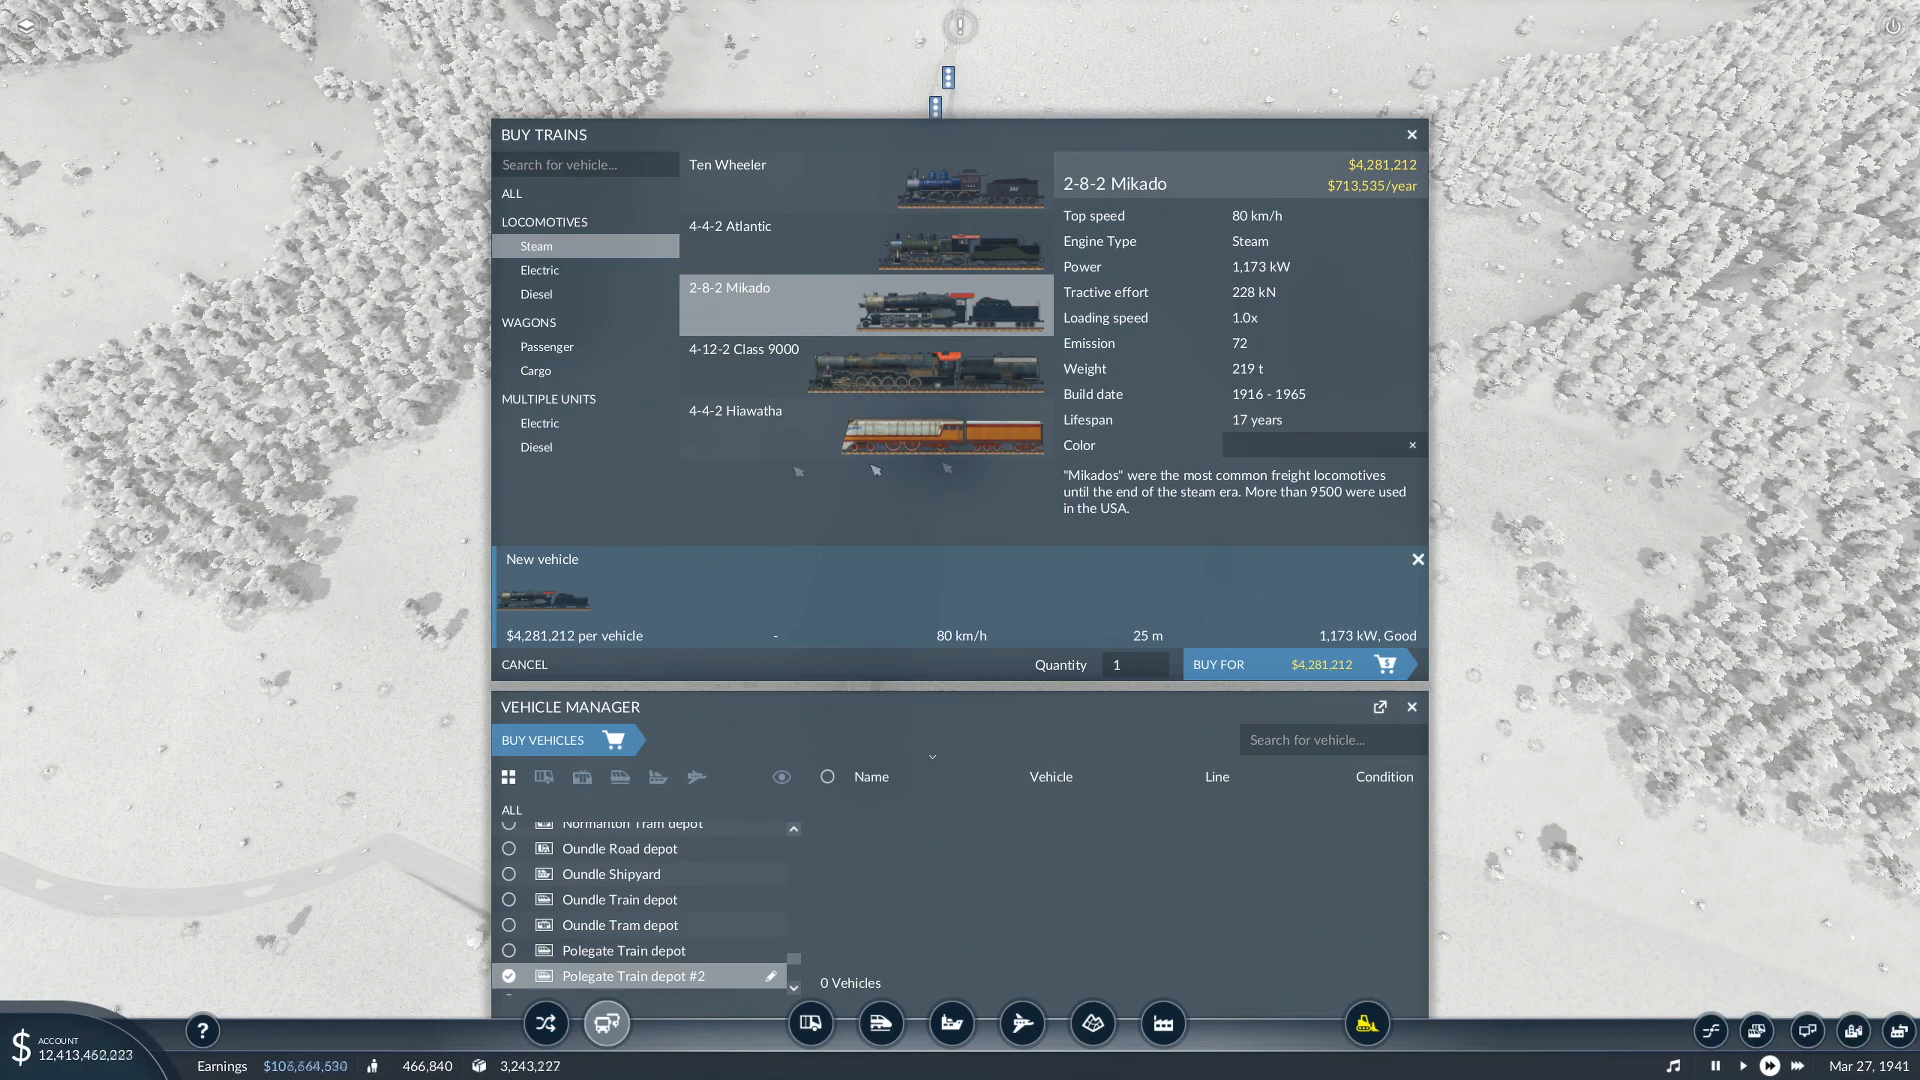 BUY TRAINS
Search for vehicle...
ALL
LOCOMOTIVES
Steam
Electric
Diesel
WAGONS
Passenger
Cargo
MULTIPLE UNITS
Electric
Diesel
Ten Wheeler
4-4-2 Atlantic
2-8-2 Mikado
4-12-2 Class 9000
4-4-2 Hiawatha
$4,281,212
2-8-2 Mikado
$713,535/year
Top speed 80 km/h
Engine Type Steam
Power 1,173 kW
Tractive effort 228 kN
Loading speed 1.0x
Emission 72
Weight 219 t
Build date 1916 - 1965
Lifespan 17 years
Color
"Mikados" were the most common freight locomotives
until the end of the steam era. More than 9500 were used
in the USA.
New vehicle
$4,281,212 per vehicle - 80 km/h 25 m 1,173 kW, Good
CANCEL Quantity 1 BUY FOR $4,281,212
VEHICLE MANAGER
BUY VEHICLES
Search for vehicle...
Name Vehicle Line Condition
ALL
Normanton Tram depot
Oundle Road depot
Oundle Shipyard
Oundle Train depot
Oundle Tram depot
Polegate Train depot
Polegate Train depot #2
0 Vehicles
?
$ ACCOUNT
Earnings 466,840 3,243,227 Mar 27, 1941